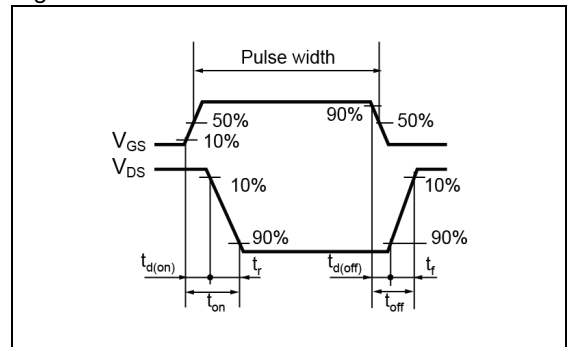 Pulse width
90%
50%
50%
10%
VGS
VDS
10%
10%
90%
90%
td(on)
tr
td(off)
tf
ton
toff